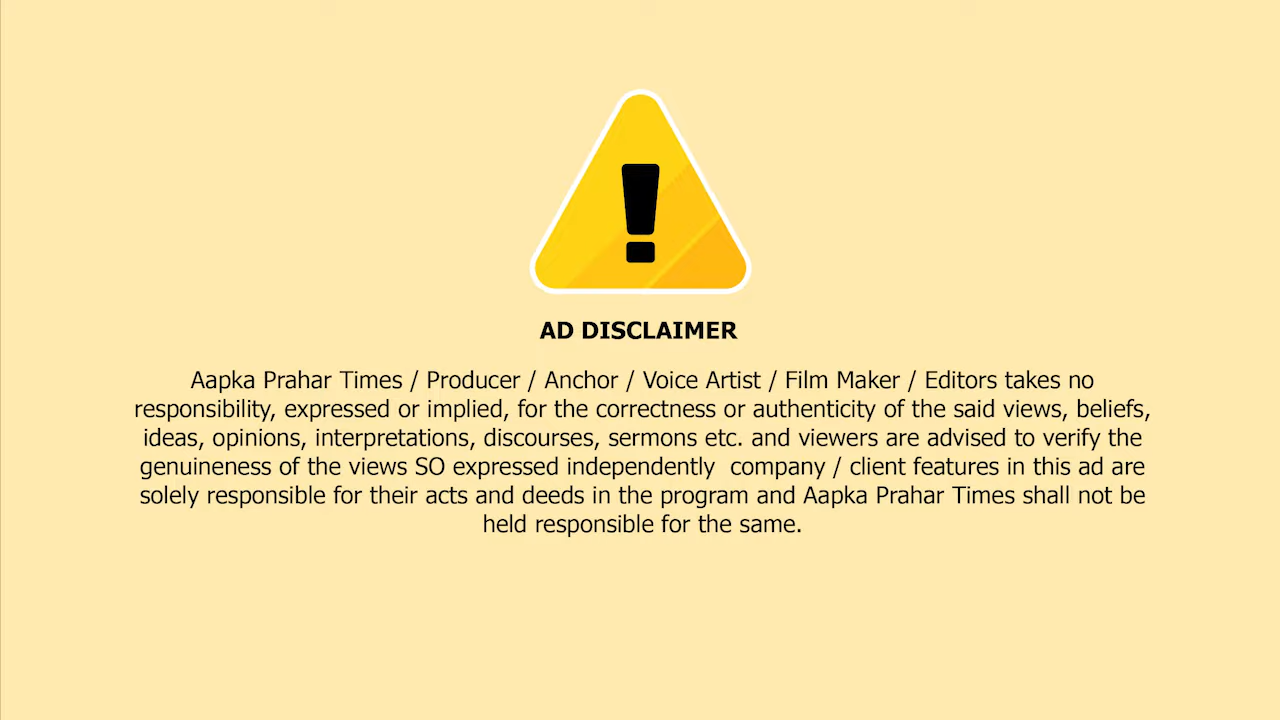 AD DISCLAIMER
Aapka Prahar Times / Producer / Anchor / Voice Artist / Film Maker / Editors takes no
responsibility, expressed or implied, for the correctness or authenticity of the said views, beliefs,
ideas, opinions, interpretations, discourses, sermons etc. and viewers are advised to verify the
genuineness of the views SO expressed independently  company / client features in this ad are
solely responsible for their acts and deeds in the program and Aapka Prahar Times shall not be
held responsible for the same.